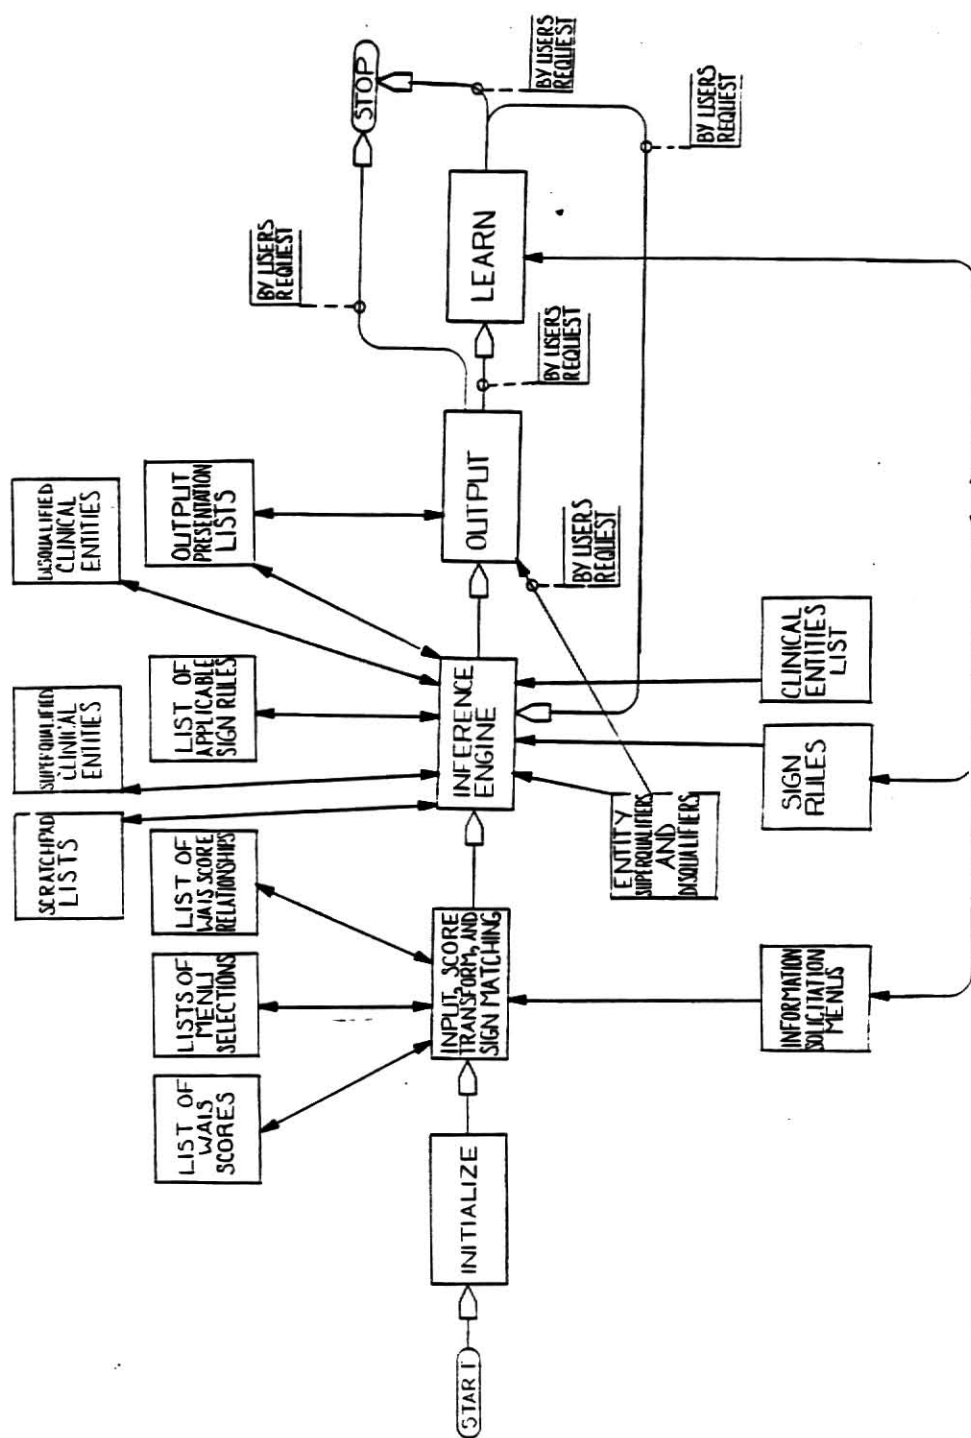 START
INITIALIZE
LIST OF
WAIS
SCORES
LISTS OF
MENU
SELECTIONS
LIST OF
WAIS SCORE
RELATIONSHIPS
INPUT, SCORE
TRANSFORM, AND
SIGN MATCHING
INFORMATION
SOLICITATION
MENUS
SCRATCHPAD
LISTS
SUPERQUALIFIED
CLINICAL
ENTITIES
LIST OF
APPLICABLE
SIGN RULES
DISQUALIFIED
CLINICAL
ENTITIES
OUTPUT
PRESENTATION
LISTS
INFERENCE
ENGINE
ENTITY
SUPERQUALIFIERS
AND
DISQUALIFIERS
SIGN
RULES
CLINICAL
ENTITIES
LIST
BY USERS
REQUEST
OUTPUT
BY USERS
REQUEST
BY USERS
REQUEST
LEARN
STOP
BY USERS
REQUEST
BY USERS
REQUEST